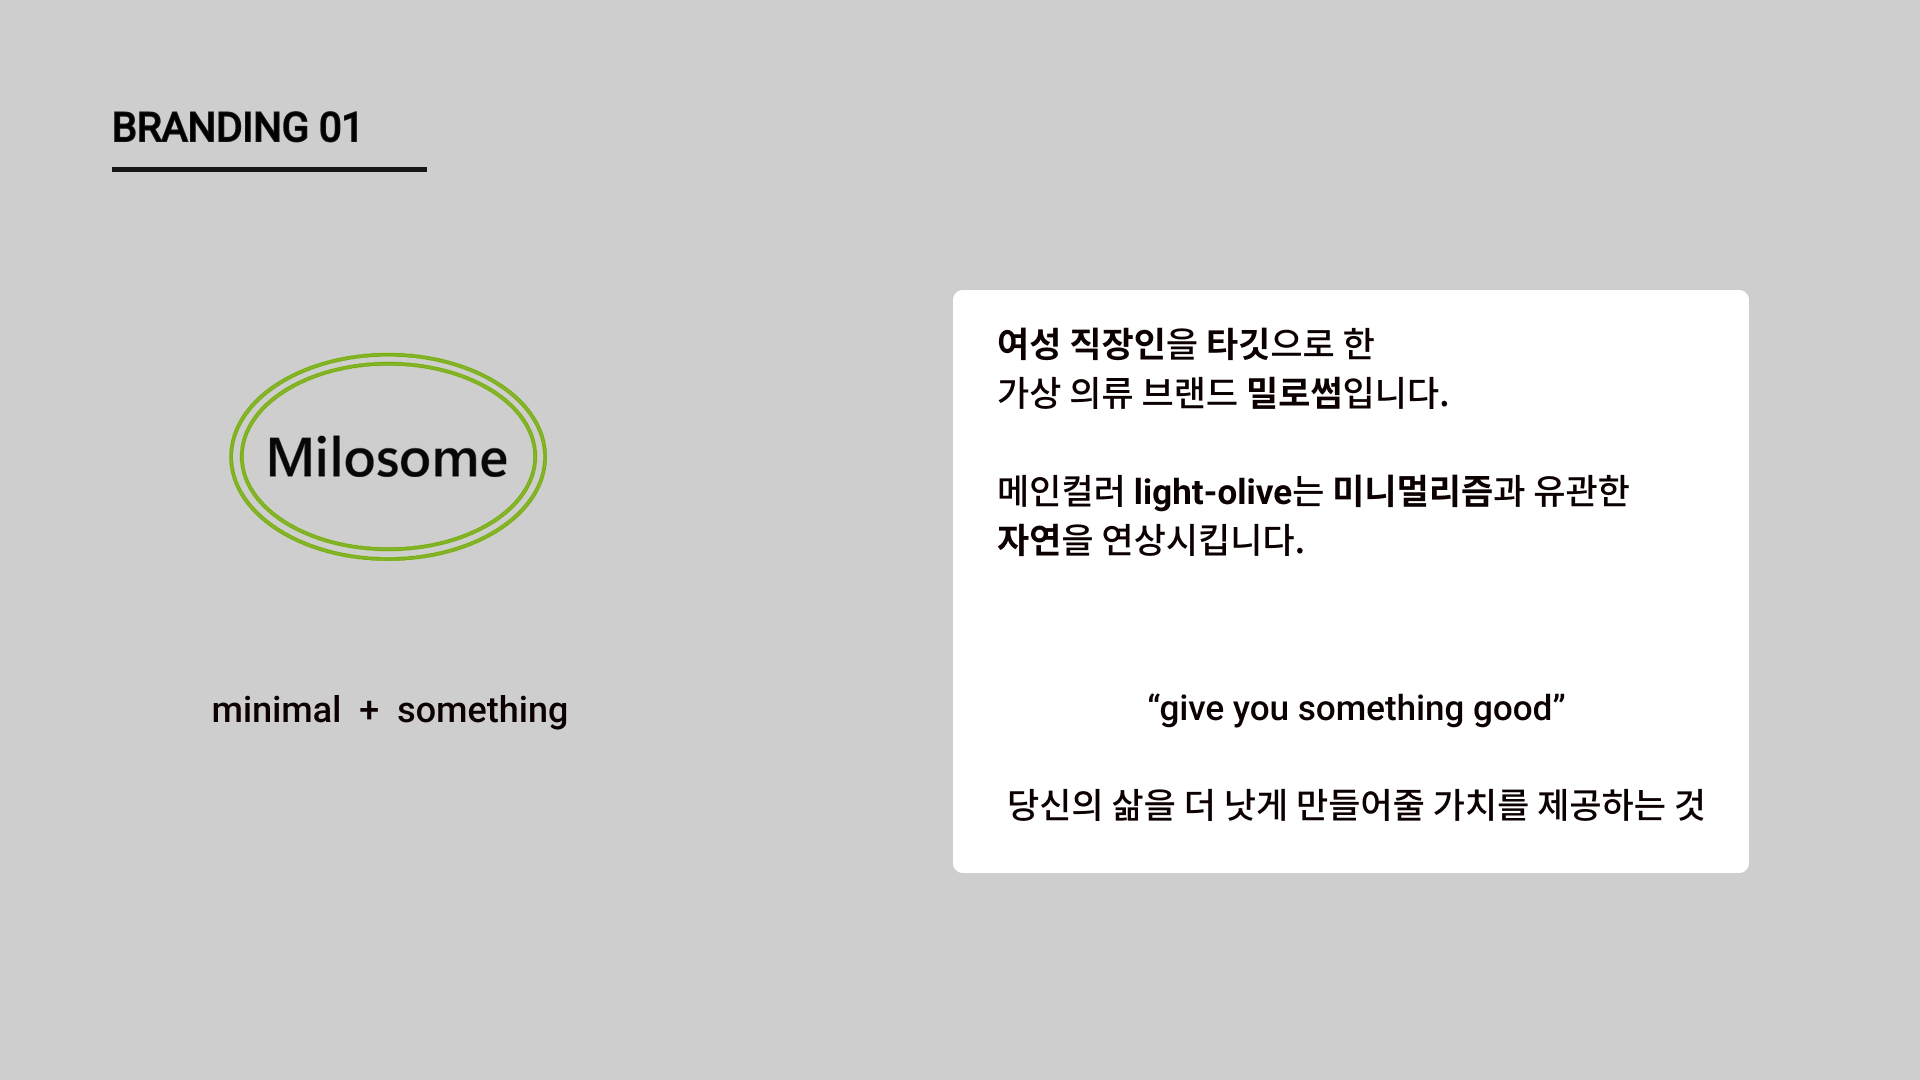 BRANDING 01
Milosome
minimal + something
여성 직장인을 타깃으로 한
가상 의류 브랜드 밀로썸입니다.
메인컬러 light-olive는 미니멀리즘과 유관한
자연을 연상시킵니다.
“give you something good”
당신의 삶을 더 낫게 만들어줄 가치를 제공하는 것